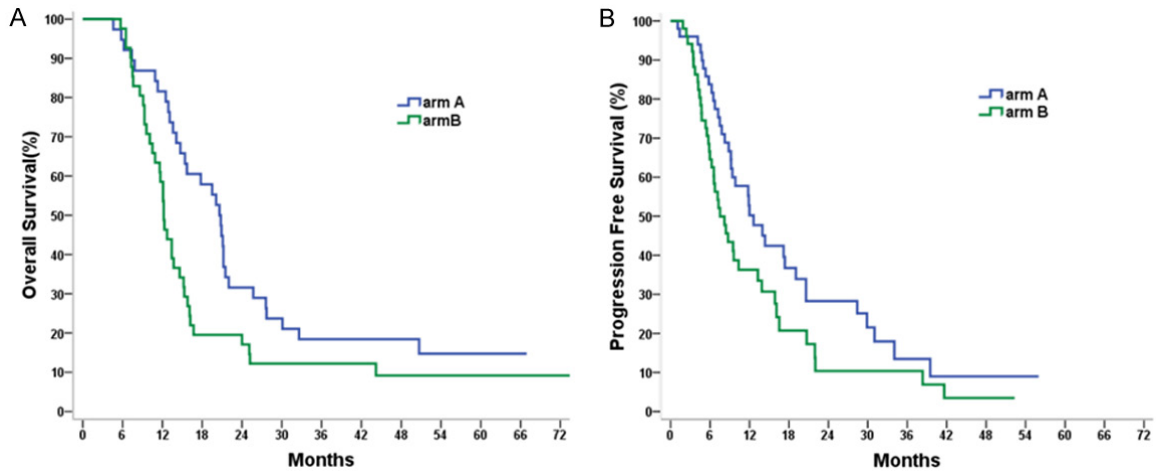 A
Overall Survival(%)
100
90
80
70
60
50
40
30
20
10
0
arm A
armB
0 6 12 18 24 30 36 42 48 54 60 66 72
Months
B
Progression Free Survival (%)
100
90
80
70
60
50
40
30
20
10
0
arm A
arm B
0 6 12 18 24 30 36 42 48 54 60 66 72
Months